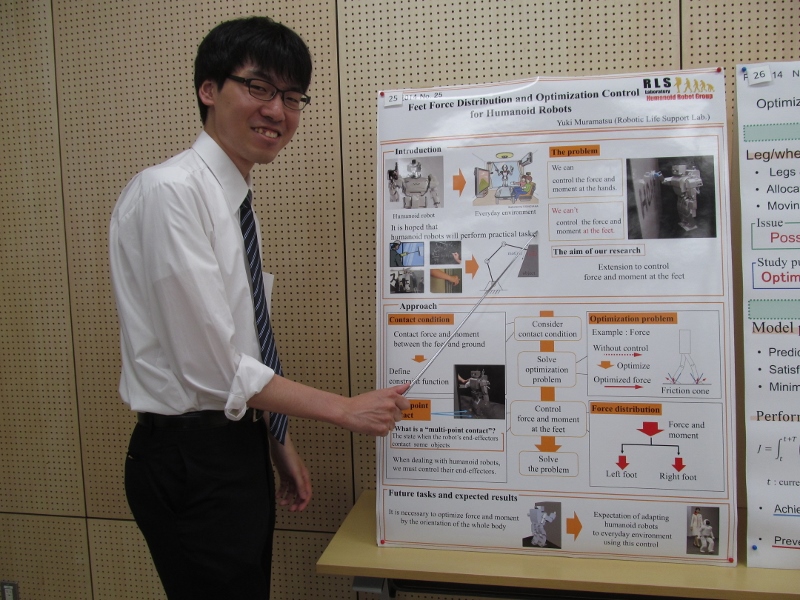 25
No. 25
Feet Force Distribution and Optimization Control
for Humanoid Robots
Yuki Muramatsu (Robotic Life Support Lab.)
RLS
Laboratory
Humanoid Robot Group
Introduction
Humanoid robot
Everyday environment
It is hoped that
humanoid robots will perform practical tasks
The problem
We can
control the force and
moment at the hands.
We can't
control the force and
moment at the feet.
The aim of our research
Extension to control
force and moment at the feet
Approach
Contact condition
Contact force and moment
between the feet and ground
Define
constraint function
What is a "multi-point contact"?
The state when the robot's end-effectors
contact some objects
When dealing with humanoid robots,
we must control their end-effectors.
Consider
contact condition
Solve
optimization
problem
Control
force and moment
at the feet
Solve
the problem
Optimization problem
Example : Force
Without control
Optimize
Optimized force
Friction cone
Force distribution
Force and
moment
Left foot
Right foot
Future tasks and expected results
It is necessary to optimize force and moment
by the orientation of the whole body
Expectation of adapting
humanoid robots
to everyday environment
using this control
26
14
Optimiz
Leg/whe
• Legs
• Alloca
• Movin
Issue
Poss
Study pu
Optim
Model p
• Predic
• Satisf
• Minim
Perform
t : curre
• Achie
• Preve